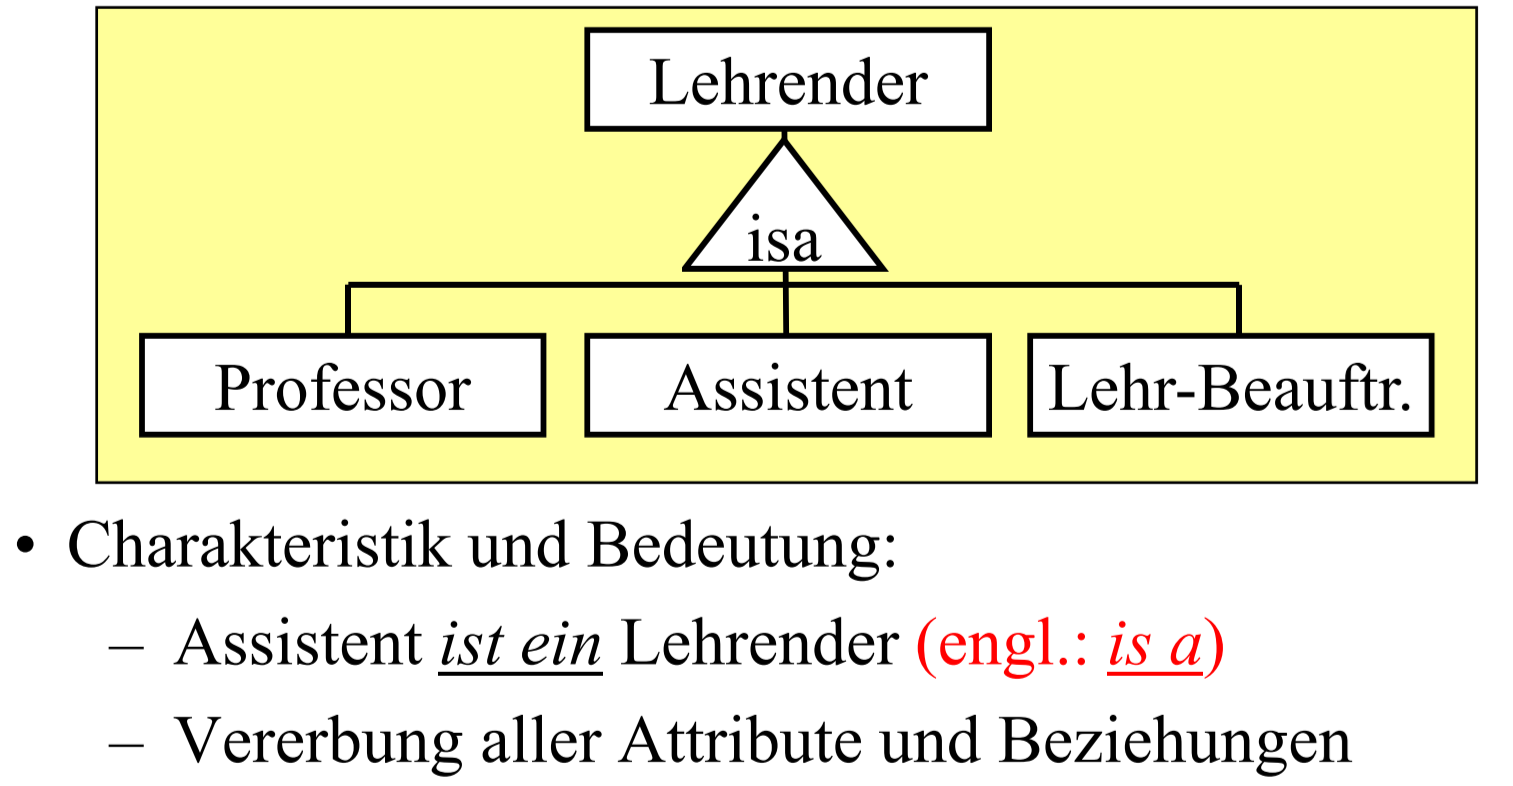 Lehrender
isa
Professor Assistent Lehr-Beauftr.
• Charakteristik und Bedeutung:
– Assistent ist ein Lehrender (engl.: is a)
– Vererbung aller Attribute und Beziehungen